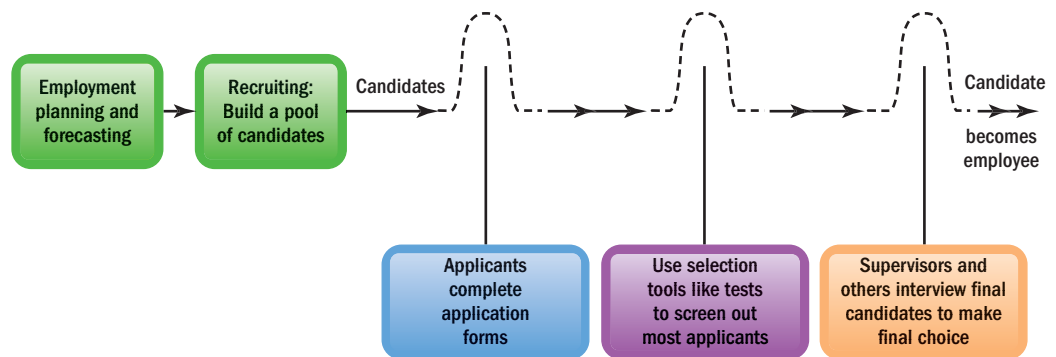 Employment
planning and
forecasting
Recruiting:
Build a pool
of candidates
Candidates
Candidate
becomes
employee
Applicants
complete
application
forms
Use selection
tools like tests
to screen out
most applicants
Supervisors and
others interview final
candidates to make
final choice